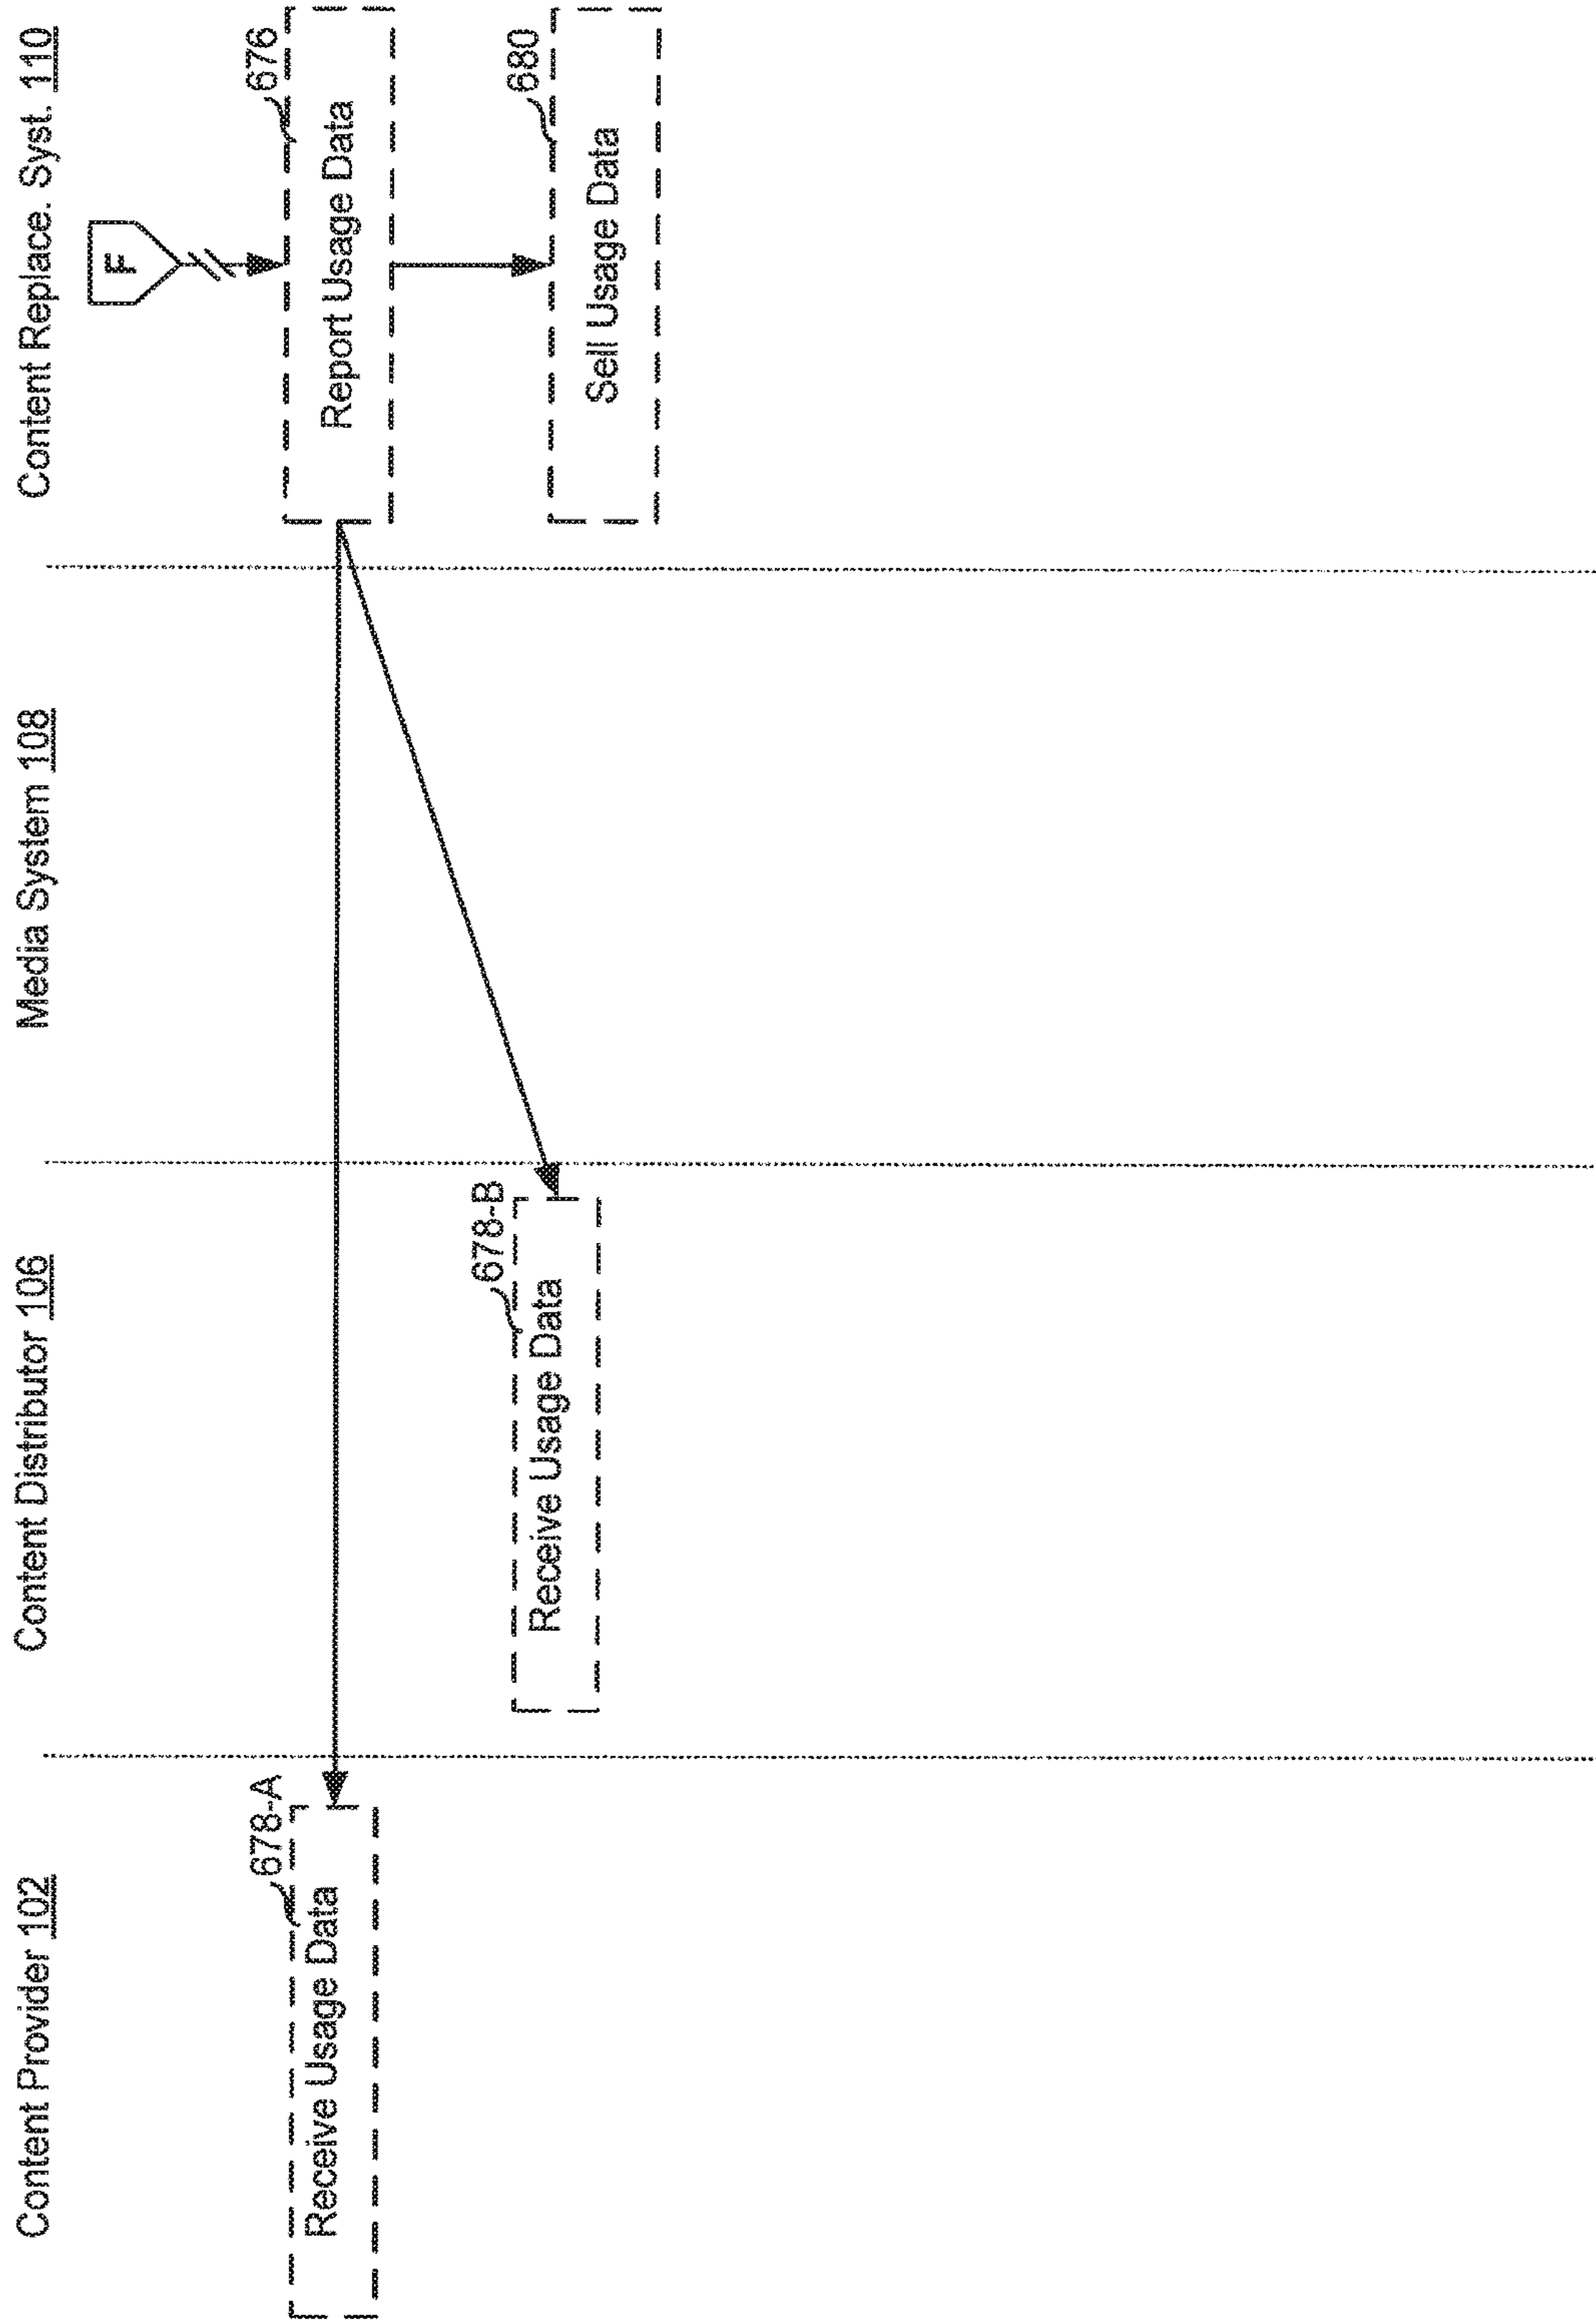 Content Provider 102
Content Distributor 106
Media System 108
Content Replace. Syst. 110
F
676
Report Usage Data
678-A
Receive Usage Data
678-B
Receive Usage Data
680
Sell Usage Data